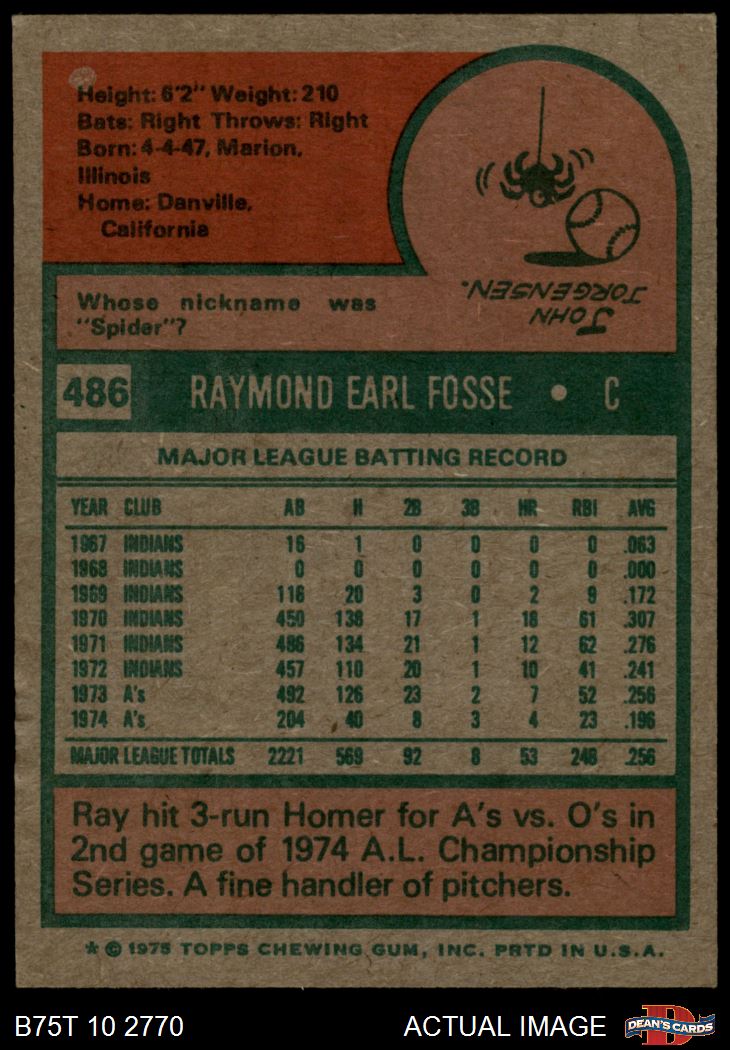 Height: 6'2" Weight: 210
Bats: Right Throws: Right
Born: 4-4-47, Marion,
Illinois
Home: Danville,
California
Whose nickname was
"Spider"?
JOHN
JORGENSEN.
486 RAYMOND EARL FOSSE • C
MAJOR LEAGUE BATTING RECORD
YEAR CLUB AB H 2B 3B HR RBI AVG
1967 INDIANS 16 1 0 0 0 0 .063
1968 INDIANS 0 0 0 0 0 0 .000
1969 INDIANS 116 20 3 0 2 9 .172
1970 INDIANS 450 138 17 1 18 61 .307
1971 INDIANS 486 134 21 1 12 62 .276
1972 INDIANS 457 110 20 1 10 41 .241
1973 A's 492 126 23 2 7 52 .256
1974 A's 204 40 8 3 4 23 .196
MAJOR LEAGUE TOTALS 2221 569 92 8 53 248 .256
Ray hit 3-run Homer for A's vs. O's in
2nd game of 1974 A.L. Championship
Series. A fine handler of pitchers.
* © 1975 TOPPS CHEWING GUM, INC. PRTD IN U.S.A.
B75T 10 2770 ACTUAL IMAGE D DEAN'S CARDS